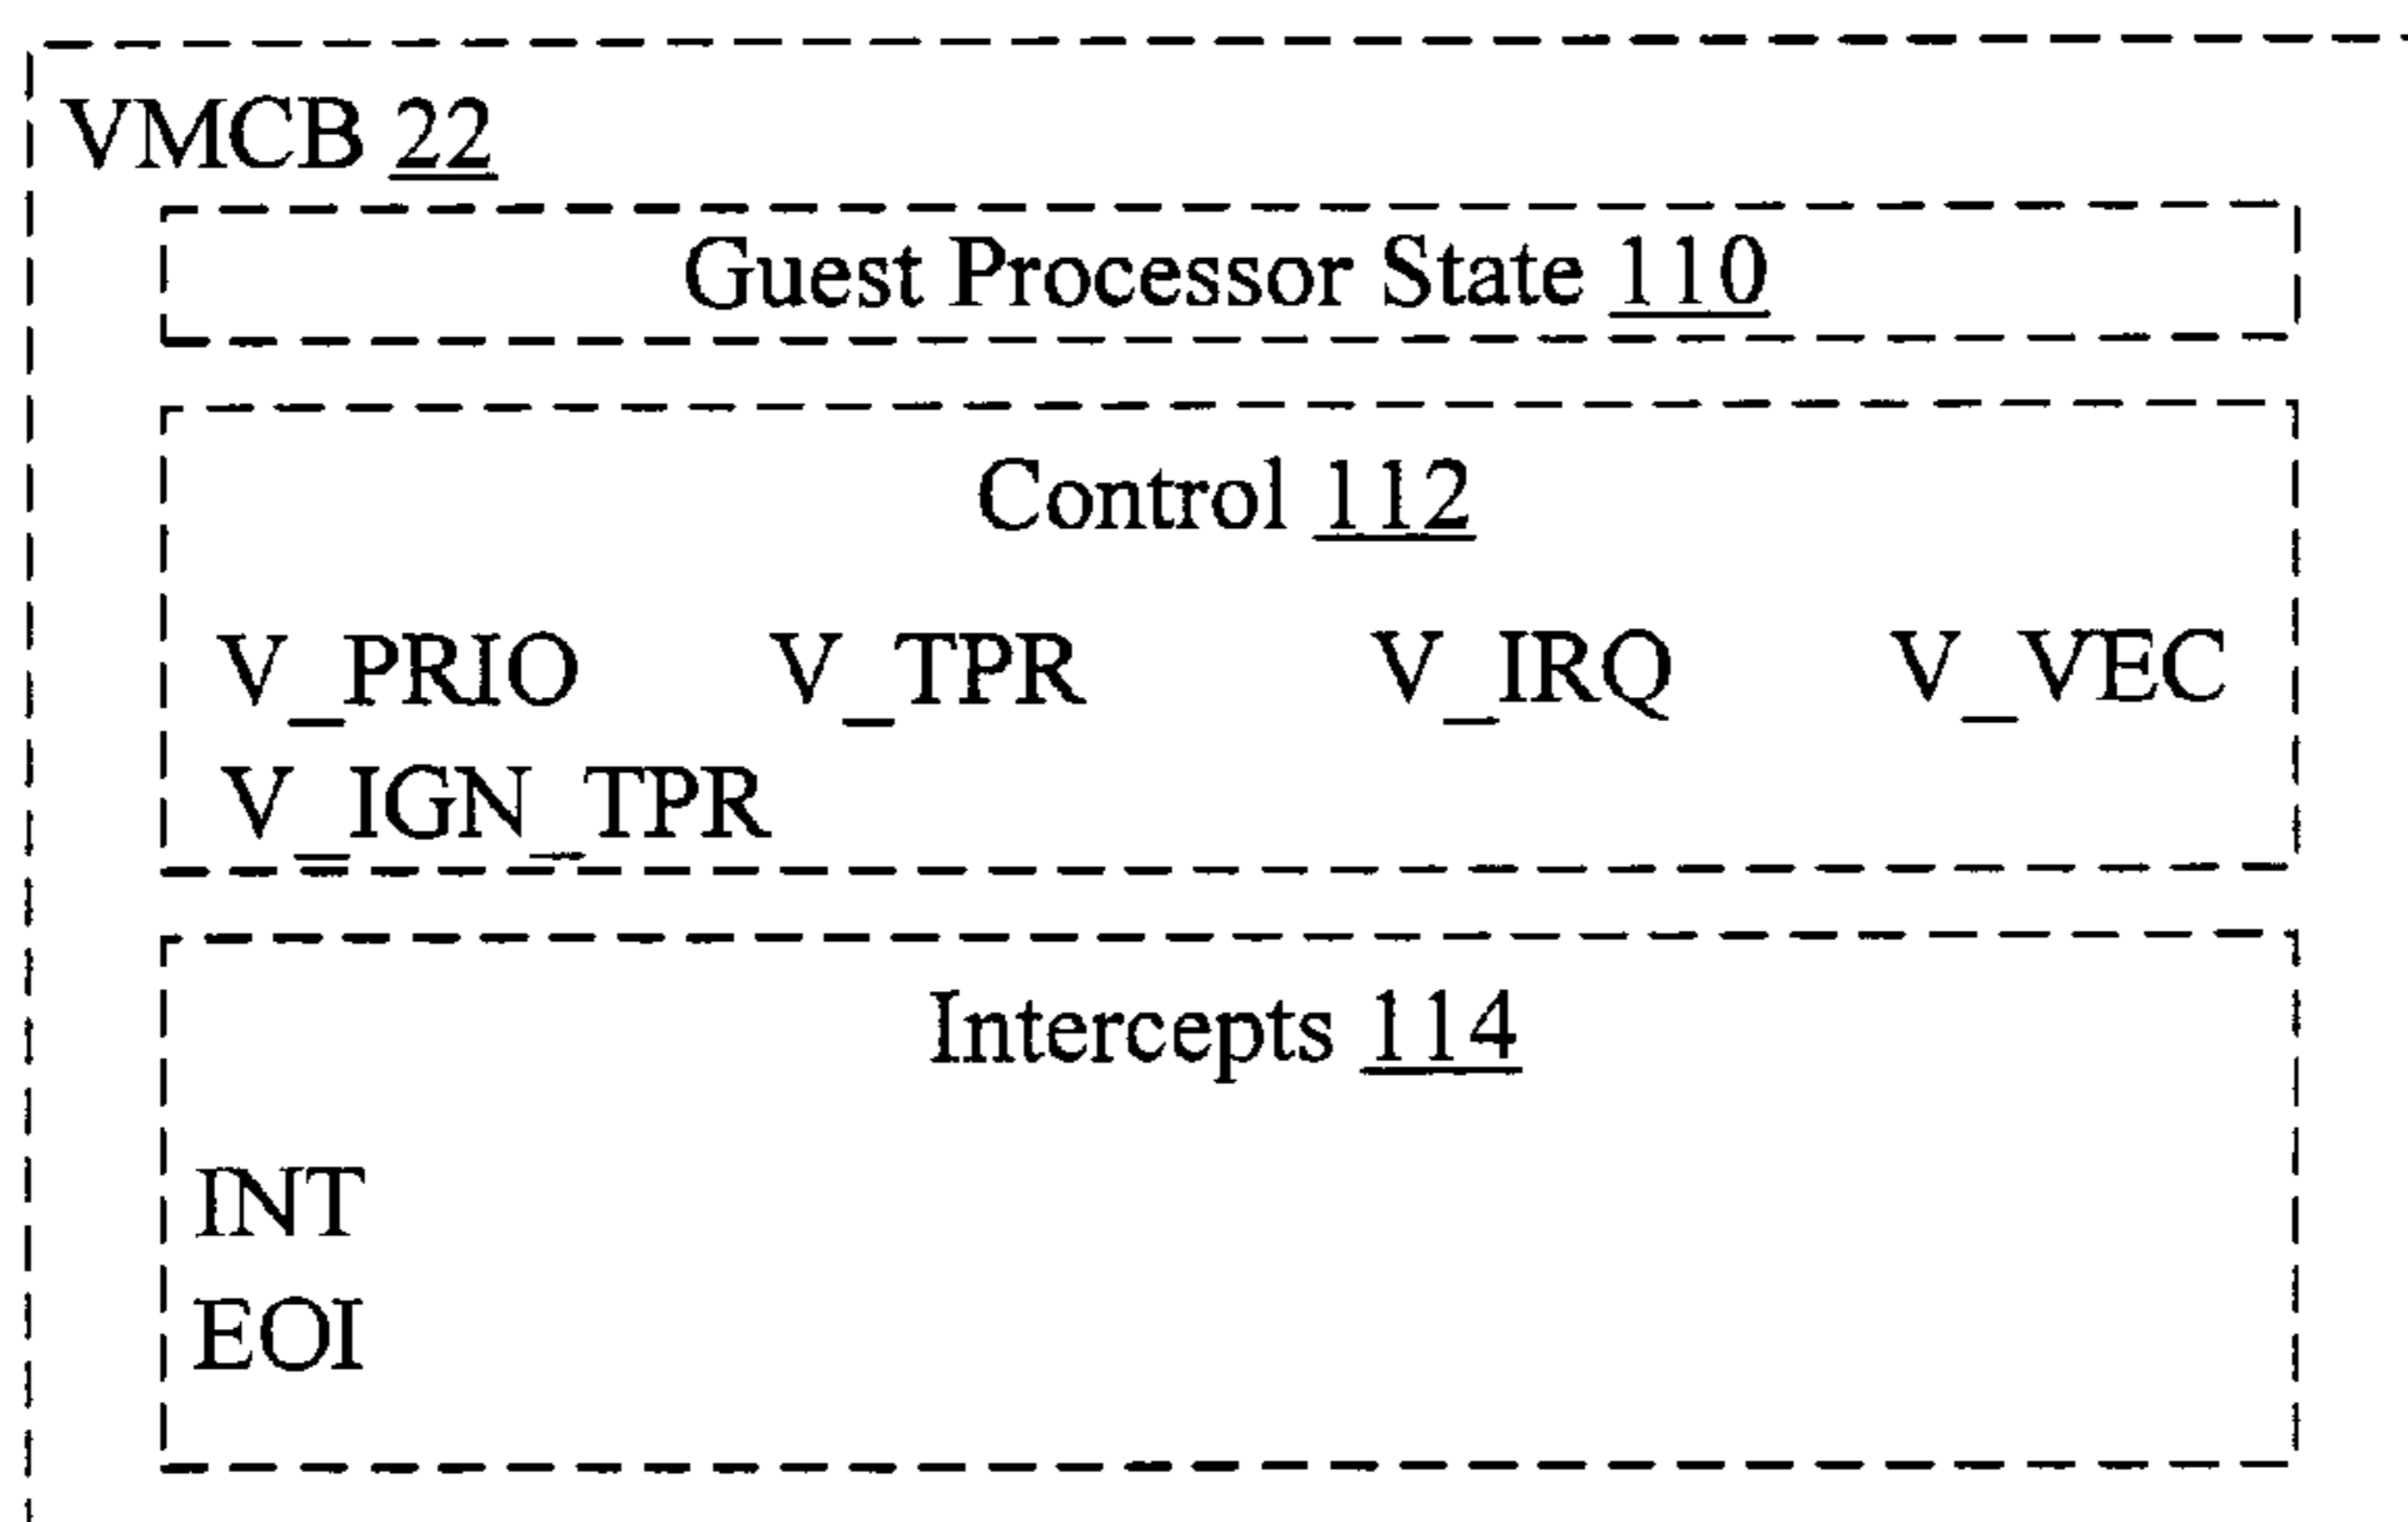 VMCB 22
Guest Processor State 110
Control 112
V_PRIO V_TPR V_IRQ V_VEC
V_IGN_TPR
Intercepts 114
INT
EOI